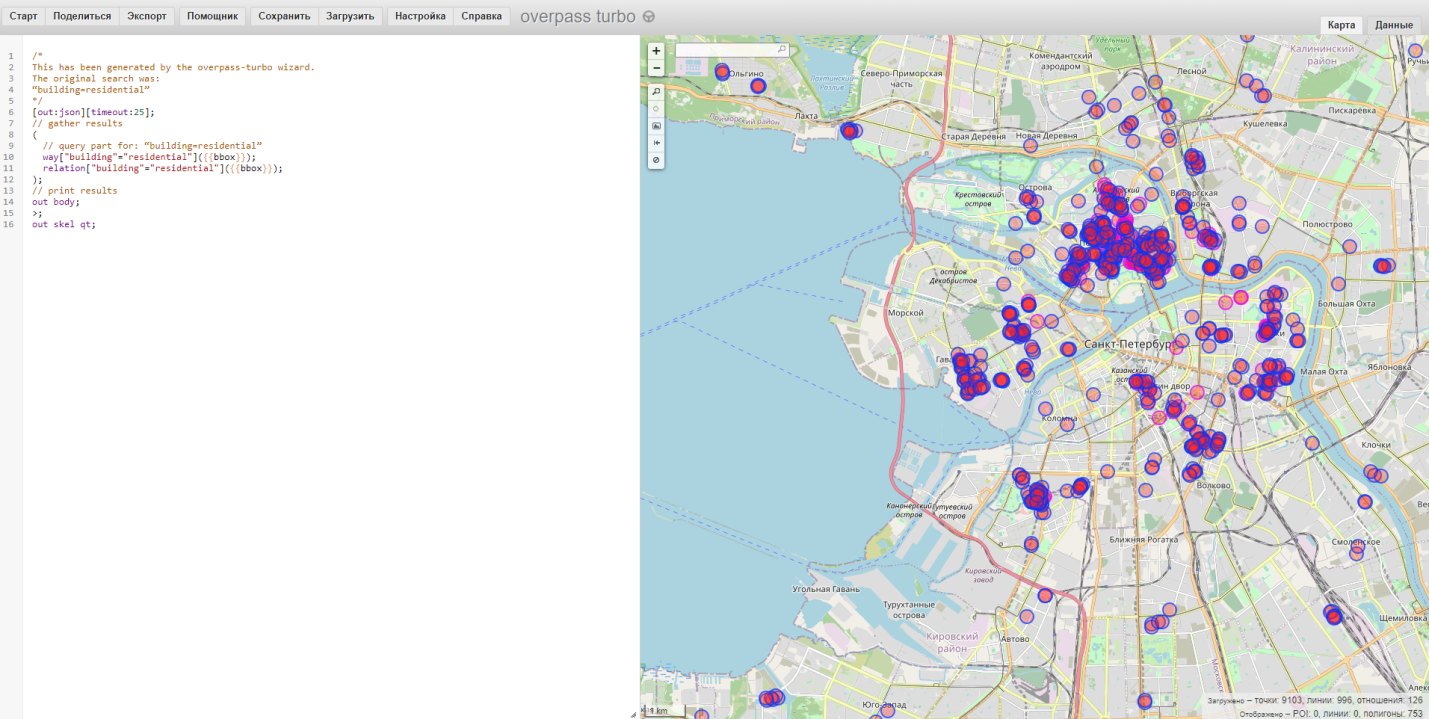 Старт Поделиться Экспорт Помощник Сохранить Загрузить Настройка Справка overpass turbo
Карта Данные
1 /*
2 This has been generated by the overpass-turbo wizard.
3 The original search was:
4 “building=residential”
5 */
6 [out:json][timeout:25];
7 // gather results
8 (
9 // query part for: “building=residential”
10 way["building"="residential"]({{bbox}});
11 relation["building"="residential"]({{bbox}});
12 );
13 // print results
14 out body;
15 >;
16 out skel qt;
+
−
Удельный
парк
Комендантский
аэродром
Калининский
район
Ручьи
Лесной
Ольгино
Лахтинский
Северо-Приморская
часть
Пискарёвка
Лахта
Приморский район
Кушелевка
Старая Деревня
Новая Деревня
Острова
Крестовский
остров
Выборгская
Полюстрово
остров
Декабристов
Малая
Нева
Большая Охта
Морской
Санкт-Петербург
Малая Охта
Яблоновка
Казанский
Нева
Коломна
Клочки
Волково
Канонерский
остров
Гутуевский
остров
Ближняя Рогатка
Смоленское
Кировский
завод
Угольная Гавань
Турухтанные
острова
Щемиловка
Кировский
район
Автово
Московс
Юго-Запад
Алекс
1 km
Загружено – точки: 9103, линии: 996, отношения: 126
Отображено – POI: 0, линии: 0, полигоны: 753